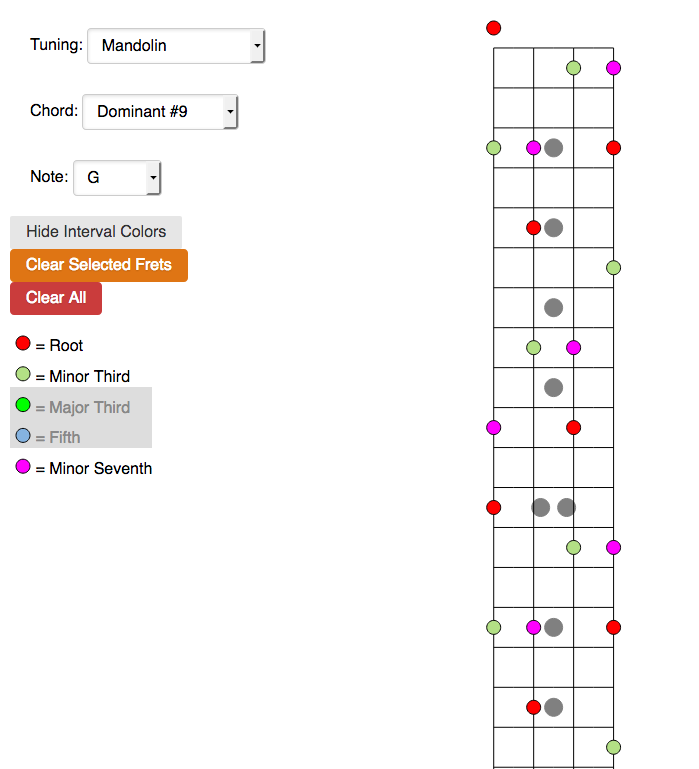 Tuning: Mandolin
Chord: Dominant #9
Note: G
Hide Interval Colors
Clear Selected Frets
Clear All
= Root
= Minor Third
= Major Third
= Fifth
= Minor Seventh